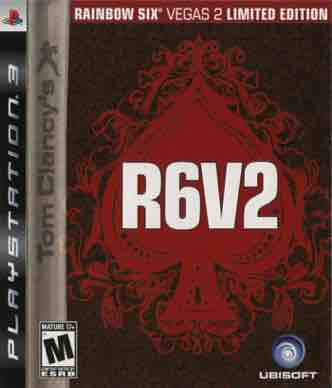 RAINBOW SIX® VEGAS 2 LIMITED EDITION
PLAYSTATION 3
Tom Clancy's
R6V2
MATURE 17+
M
ESRB
UBISOFT